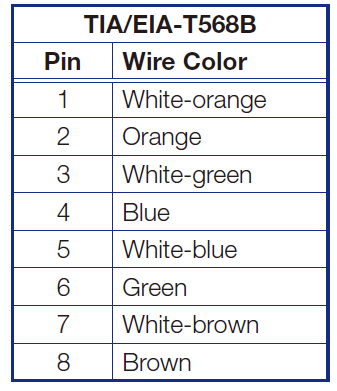 TIA/EIA-T568B
Pin Wire Color
1 White-orange
2 Orange
3 White-green
4 Blue
5 White-blue
6 Green
7 White-brown
8 Brown